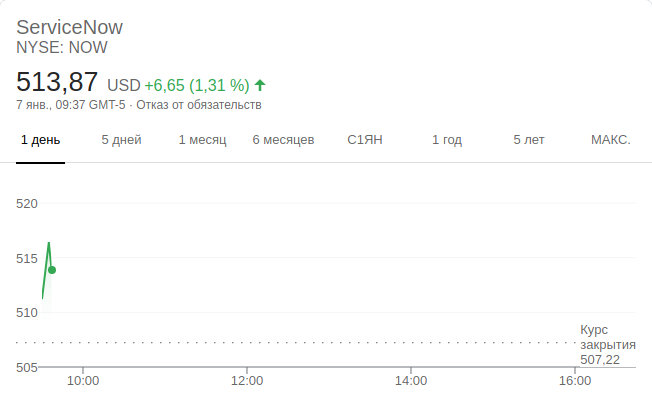 ServiceNow
NYSE: NOW
513,87 USD +6,65 (1,31 %)
7 янв., 09:37 GMT-5 · Отказ от обязательств
1 день 5 дней 1 месяц 6 месяцев С1ЯН 1 год 5 лет МАКС.
520
515
510
Курс
закрытия
507,22
505
10:00 12:00 14:00 16:00